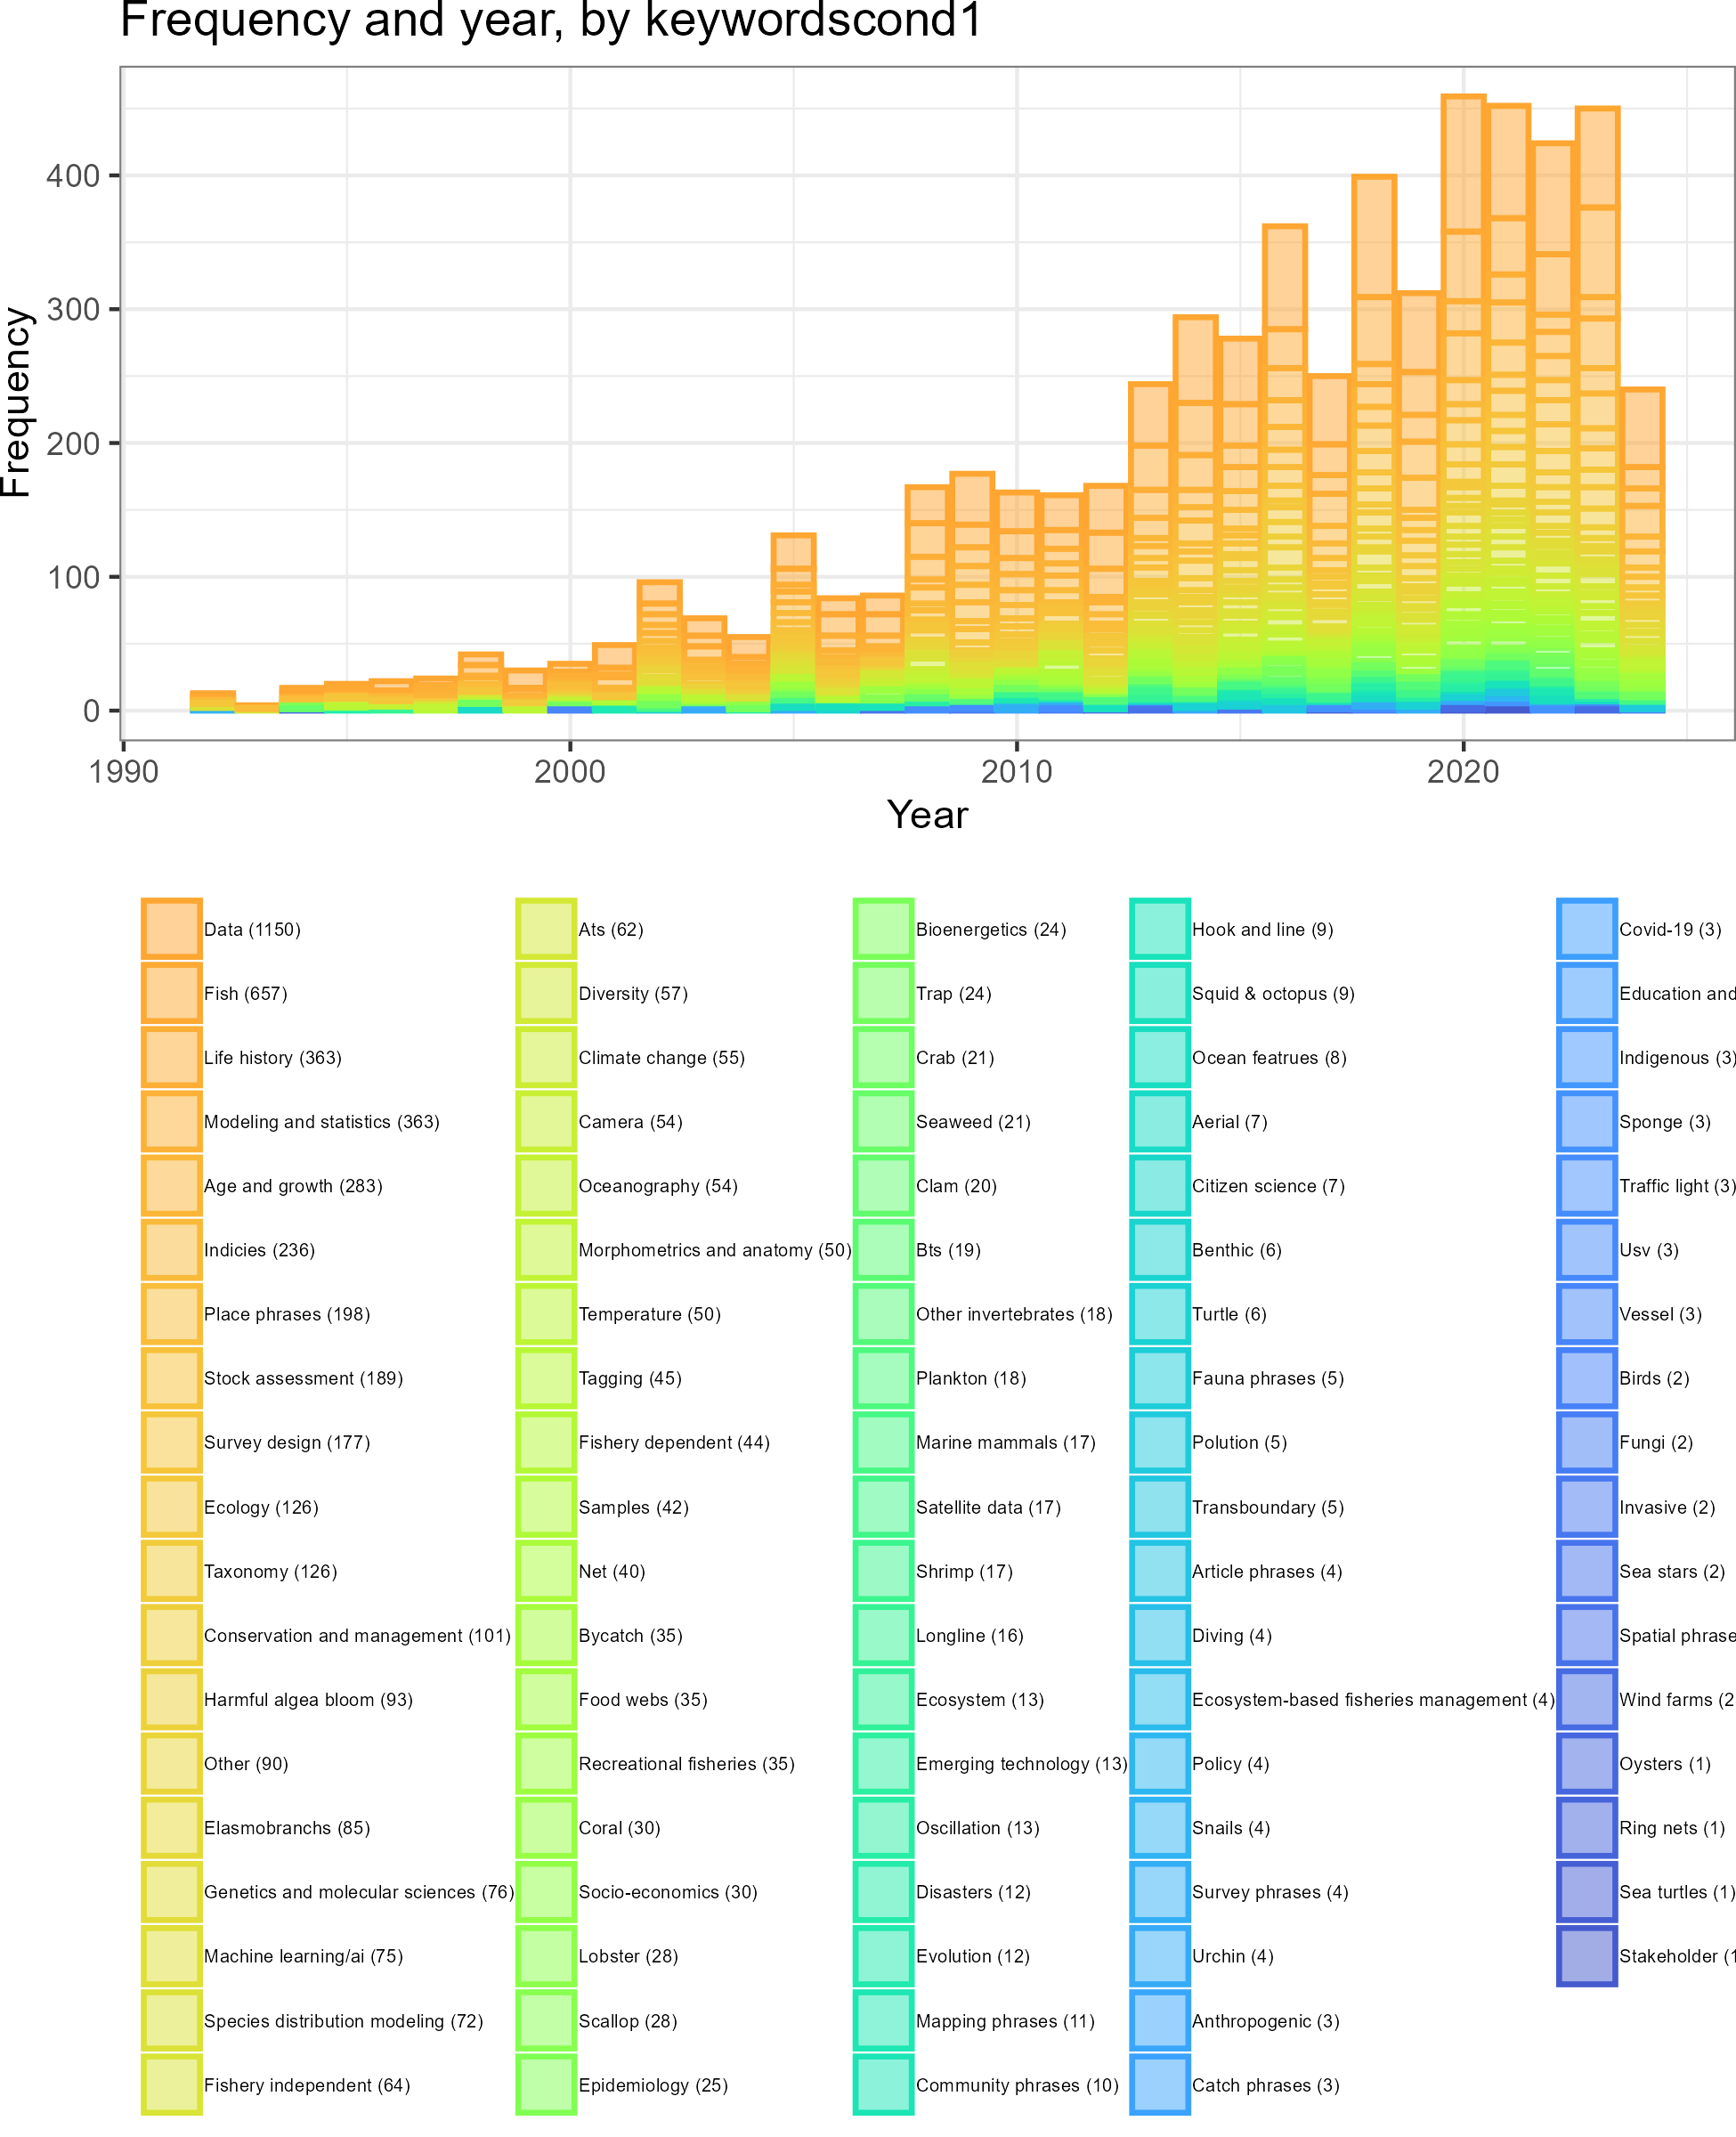 Frequency and year, by keywordscond1
Frequency
400
300
200
100
0
1990
2000
2010
2020
Year
Data (1150)
Fish (657)
Life history (363)
Modeling and statistics (363)
Age and growth (283)
Indicies (236)
Place phrases (198)
Stock assessment (189)
Survey design (177)
Ecology (126)
Taxonomy (126)
Conservation and management (101)
Harmful algea bloom (93)
Other (90)
Elasmobranchs (85)
Genetics and molecular sciences (76)
Machine learning/ai (75)
Species distribution modeling (72)
Fishery independent (64)
Ats (62)
Diversity (57)
Climate change (55)
Camera (54)
Oceanography (54)
Morphometrics and anatomy (50)
Temperature (50)
Tagging (45)
Fishery dependent (44)
Samples (42)
Net (40)
Bycatch (35)
Food webs (35)
Recreational fisheries (35)
Coral (30)
Socio-economics (30)
Lobster (28)
Scallop (28)
Epidemiology (25)
Bioenergetics (24)
Trap (24)
Crab (21)
Seaweed (21)
Clam (20)
Bts (19)
Other invertebrates (18)
Plankton (18)
Marine mammals (17)
Satellite data (17)
Shrimp (17)
Longline (16)
Ecosystem (13)
Emerging technology (13)
Oscillation (13)
Disasters (12)
Evolution (12)
Mapping phrases (11)
Community phrases (10)
Hook and line (9)
Squid & octopus (9)
Ocean featrues (8)
Aerial (7)
Citizen science (7)
Benthic (6)
Turtle (6)
Fauna phrases (5)
Polution (5)
Transboundary (5)
Article phrases (4)
Diving (4)
Ecosystem-based fisheries management (4)
Policy (4)
Snails (4)
Survey phrases (4)
Urchin (4)
Anthropogenic (3)
Catch phrases (3)
Covid-19 (3)
Education and
Indigenous (3)
Sponge (3)
Traffic light (3)
Usv (3)
Vessel (3)
Birds (2)
Fungi (2)
Invasive (2)
Sea stars (2)
Spatial phrase
Wind farms (2
Oysters (1)
Ring nets (1)
Sea turtles (1)
Stakeholder (1